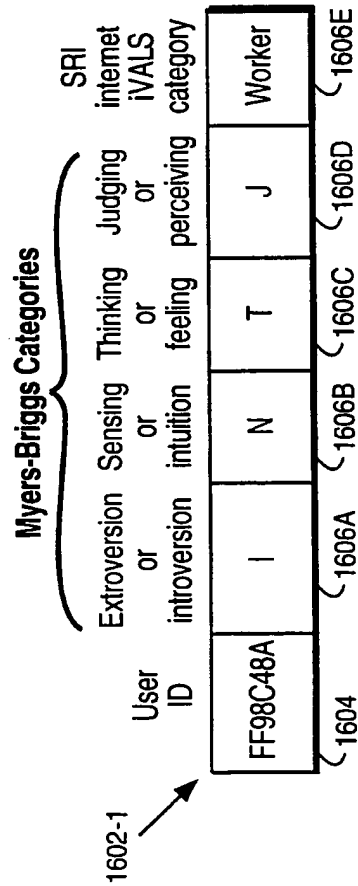 Myers-Briggs Categories
User
ID
Extroversion
or
introversion
Sensing
or
intuition
Thinking
or
feeling
Judging
or
perceiving
SRI
internet
iVALS
category
1602-1
FF98C48A
I
N
T
J
Worker
1604
1606A
1606B
1606C
1606D
1606E